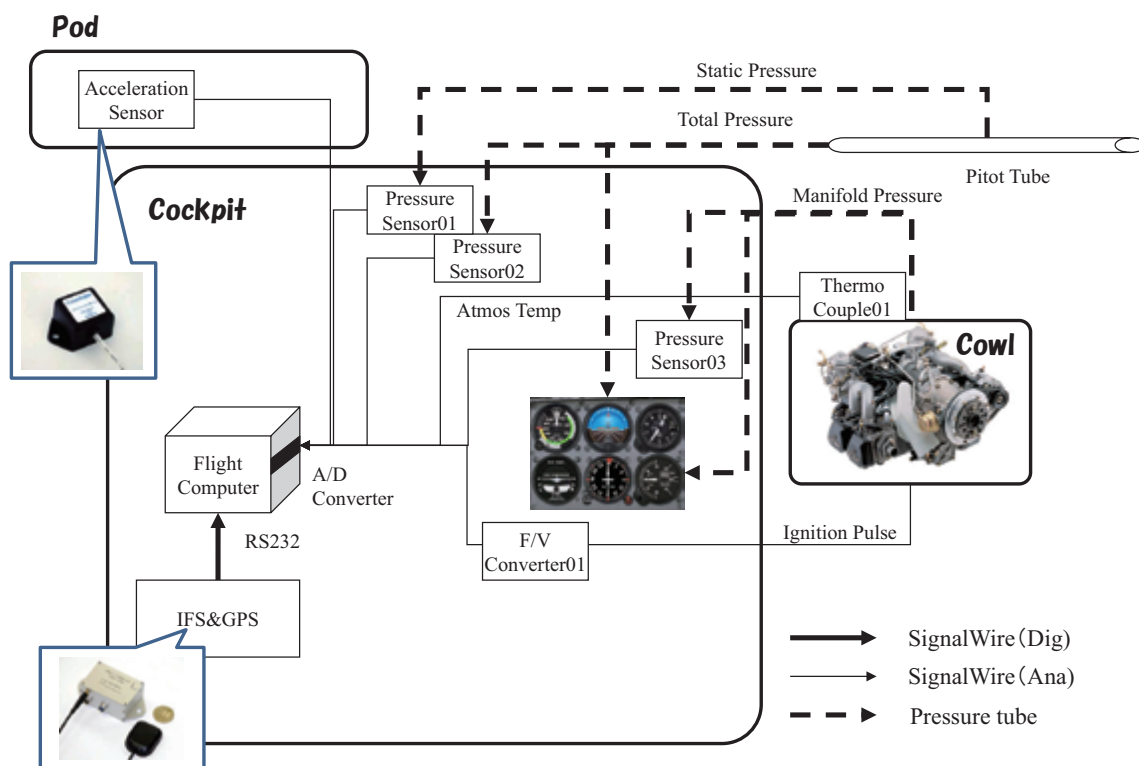 Pod
Acceleration
Sensor
Static Pressure
Total Pressure
Pitot Tube
Cockpit
Pressure
Sensor01
Pressure
Sensor02
Manifold Pressure
Atmos Temp
Thermo
Couple01
Pressure
Sensor03
Cowl
Flight
Computer
A/D
Converter
RS232
F/V
Converter01
Ignition Pulse
IFS&GPS
SignalWire(Dig)
SignalWire(Ana)
Pressure tube